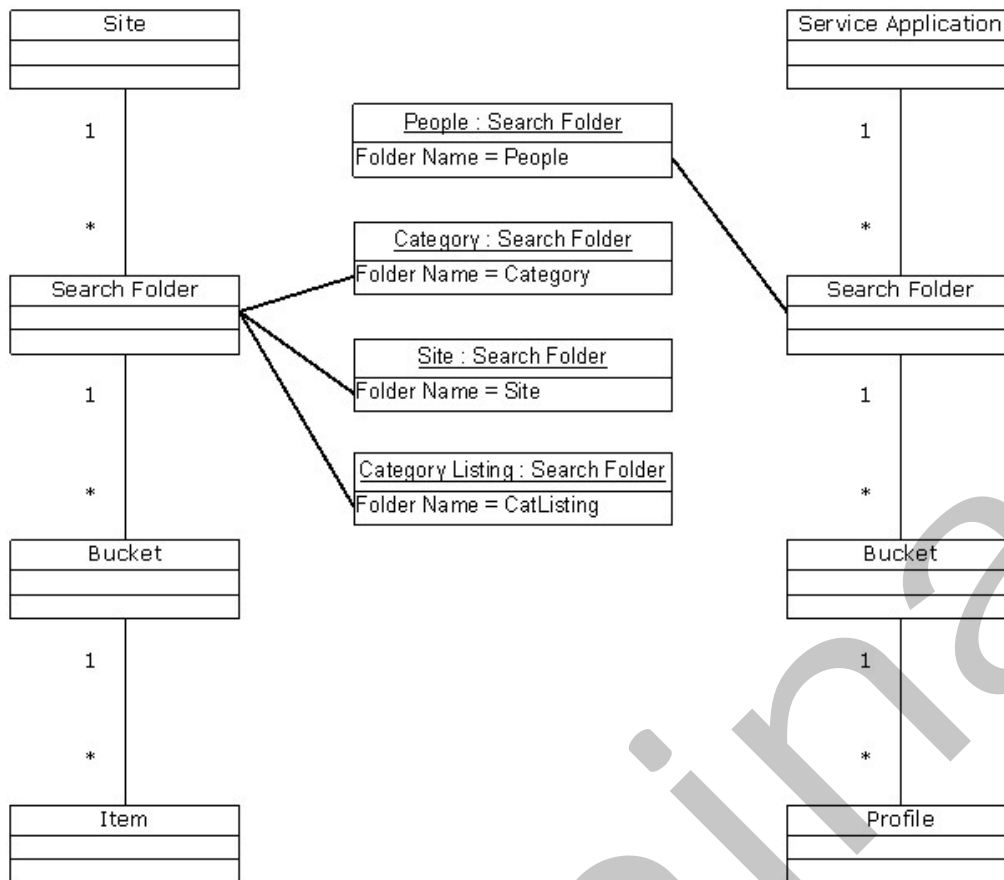 Site
Service Application
1
1
People : Search Folder
Folder Name = People
*
*
Category : Search Folder
Folder Name = Category
Search Folder
Search Folder
Site : Search Folder
Folder Name = Site
1
1
Category Listing : Search Folder
Folder Name = CatListing
*
*
Bucket
Bucket
1
1
*
*
Item
Profile
ina